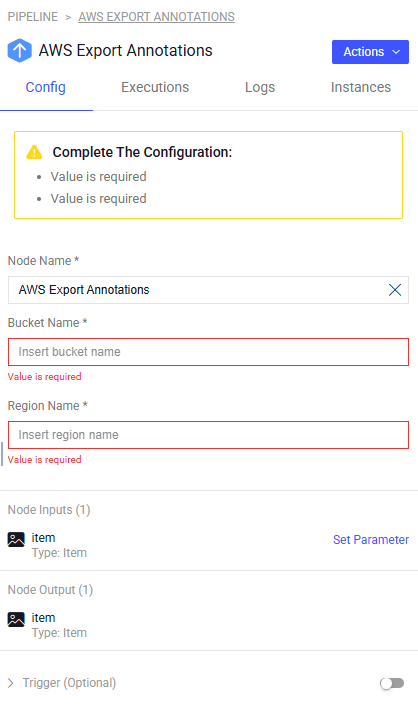 PIPELINE > AWS EXPORT ANNOTATIONS
AWS Export Annotations
Actions
Config Executions Logs Instances
Complete The Configuration:
• Value is required
• Value is required
Node Name *
AWS Export Annotations
Bucket Name *
Insert bucket name
Value is required
Region Name *
Insert region name
Value is required
Node Inputs (1)
item
Set Parameter
Type: Item
Node Output (1)
item
Type: Item
Trigger (Optional)